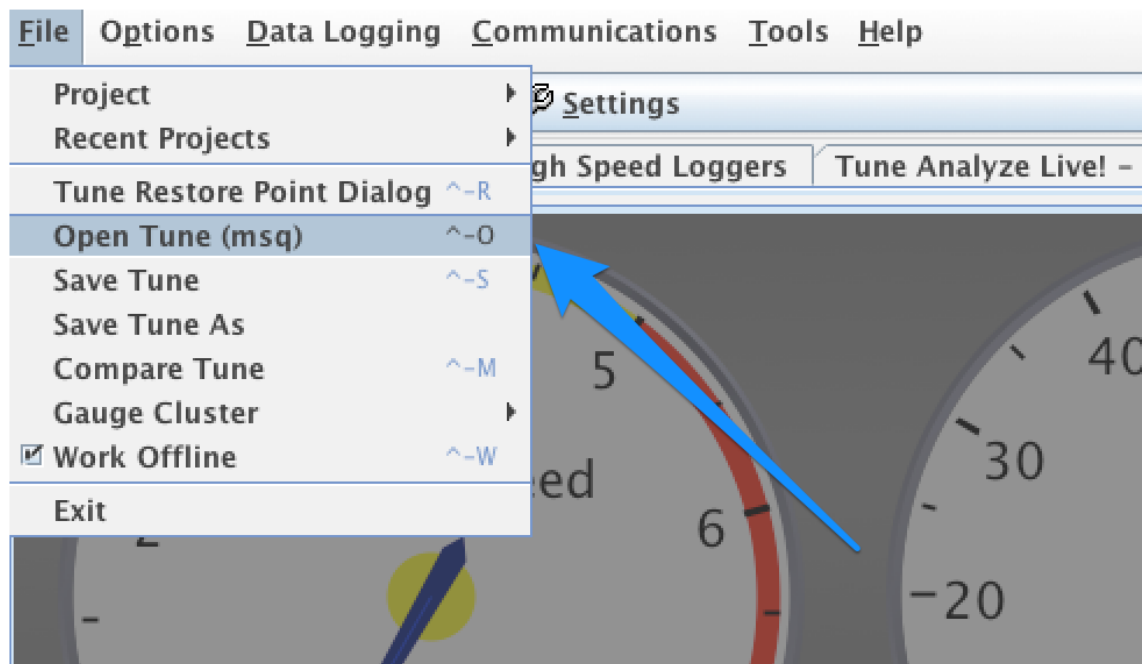 File Options Data Logging Communications Tools Help
Settings
Project
Recent Projects
gh Speed Loggers Tune Analyze Live! –
Tune Restore Point Dialog ^-R
Open Tune (msq) ^-O
Save Tune ^-S
Save Tune As
Compare Tune ^-M
Gauge Cluster
Work Offline ^-W
Exit
eed
5
6
40
30
20